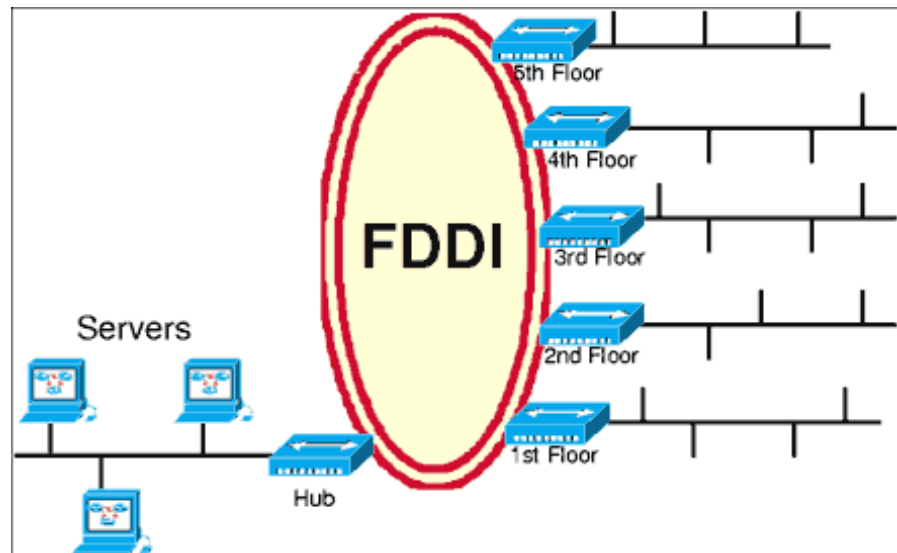 5th Floor
4th Floor
FDDI
3rd Floor
Servers
2nd Floor
1st Floor
Hub